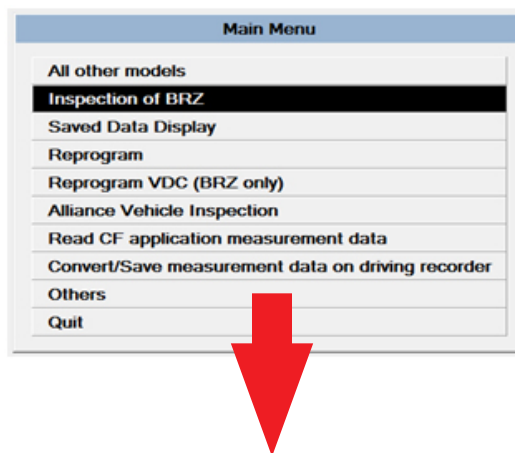 Main Menu
All other models
Inspection of BRZ
Saved Data Display
Reprogram
Reprogram VDC (BRZ only)
Alliance Vehicle Inspection
Read CF application measurement data
Convert/Save measurement data on driving recorder
Others
Quit